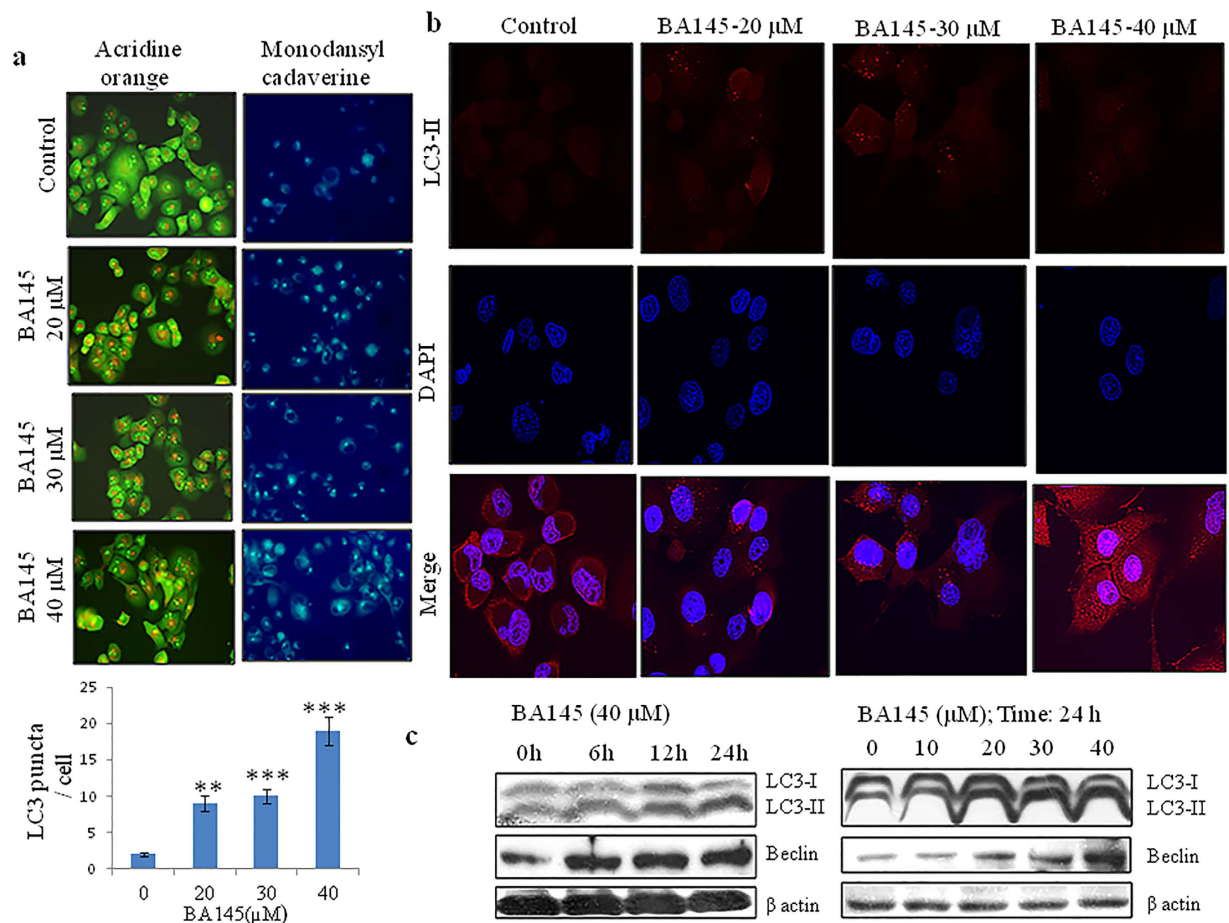 a
Acridine
orange
Monodansyl
cadaverine
Control
BA145
20 µM
BA145
30 µM
BA145
40 µM
LC3 puncta
/ cell
25
20
15
10
5
0
**
***
***
0
20
30
40
BA145(µM)
b
Control
BA145-20 µM
BA145-30 µM
BA145-40 µM
LC3-II
DAPI
Merge
c
BA145 (40 µM)
0h 6h 12h 24h
LC3-I
LC3-II
Beclin
β actin
BA145 (µM); Time: 24 h
0 10 20 30 40
LC3-I
LC3-II
Beclin
β actin